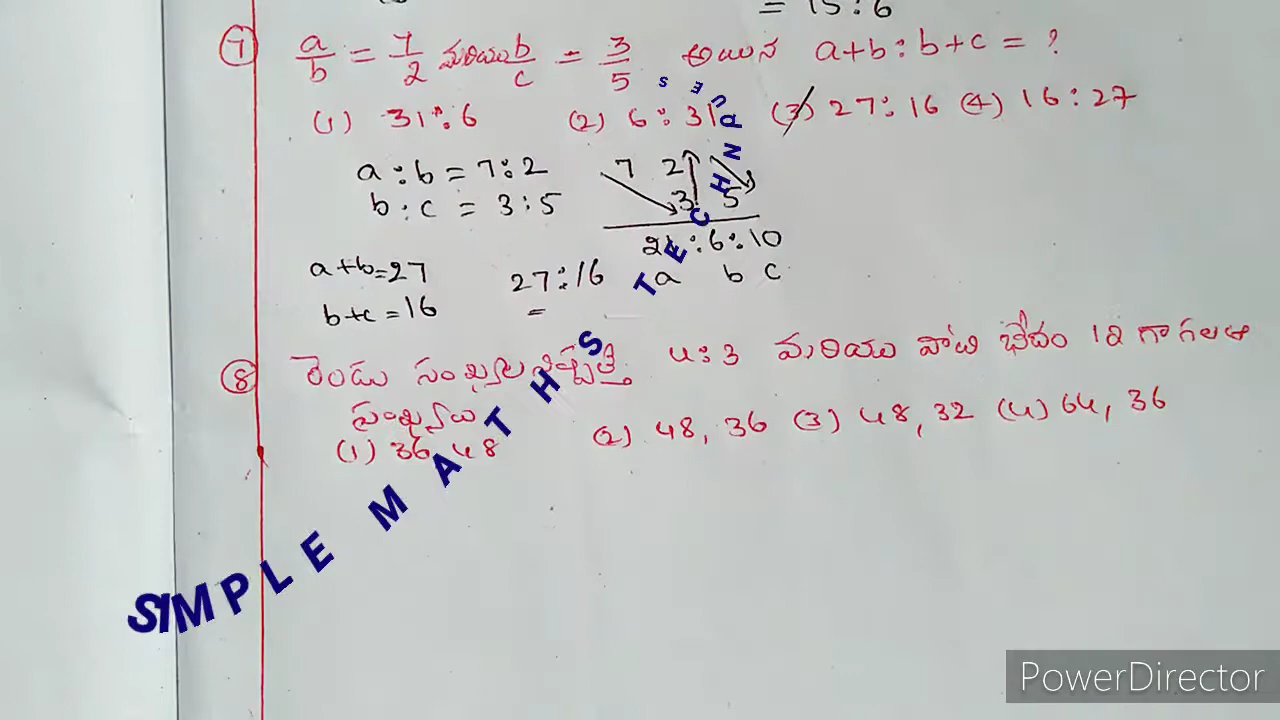 = 15 : 6
(7) a/b = 7/2 మరియు b/c = 3/5 అయిన a+b : b+c = ?
(1) 31 : 6 (2) 6 : 31 (3) 27 : 16 (4) 16 : 27
a : b = 7 : 2
b : c = 3 : 5
7 2
3 5
21 : 6 : 10
a b c
a+b = 27
b+c = 16
27 : 16
=
(8) రెండు సంఖ్యల నిష్పత్తి 4 : 3 మరియు వాటి భేదం 12 గా గలఆ
సంఖ్యలు
(1) 36, 48 (2) 48, 36 (3) 48, 32 (4) 64, 36
SIMPLE MATHS TECHNPUES
PowerDirector